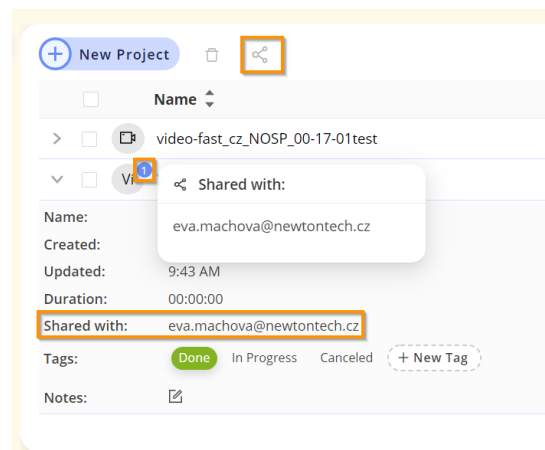 New Project
Name
video-fast_cz_NOSP_00-17-01test
Vi 1
Shared with:
eva.machova@newtontech.cz
Name:
Created:
Updated: 9:43 AM
Duration: 00:00:00
Shared with: eva.machova@newtontech.cz
Tags: Done In Progress Canceled + New Tag
Notes: